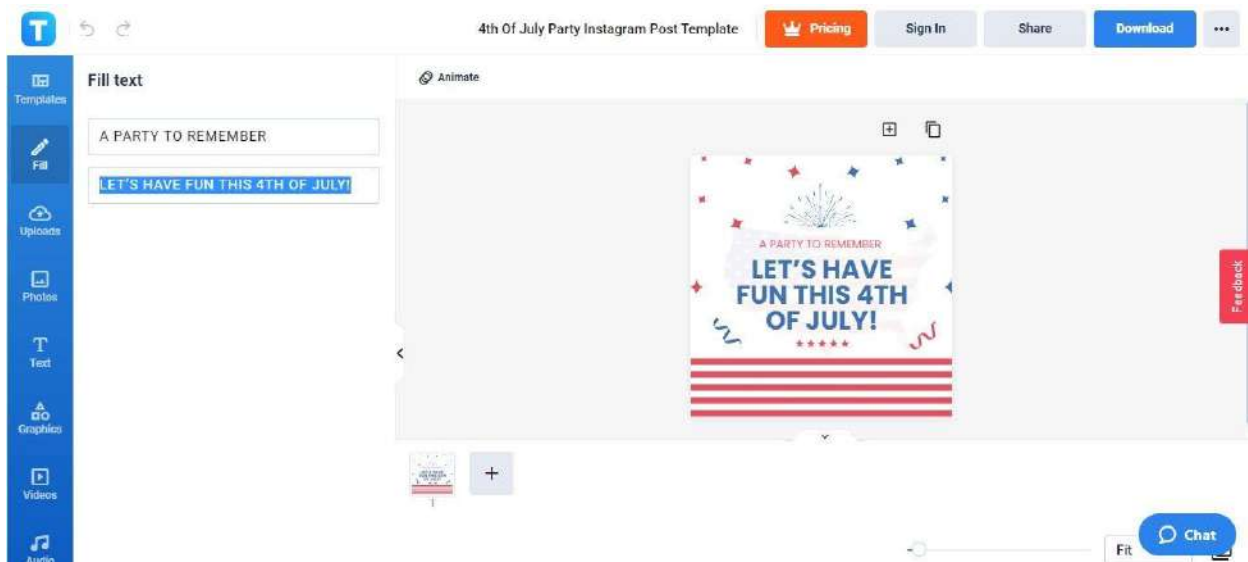 T
4th Of July Party Instagram Post Template
Pricing
Sign In
Share
Download
Templates
Fill text
Animate
A PARTY TO REMEMBER
Fill
LET'S HAVE FUN THIS 4TH OF JULY!
Uploads
Photos
Text
Graphics
Videos
Audio
A PARTY TO REMEMBER
LET'S HAVE
FUN THIS 4TH
OF JULY!
Feedback
1
Fit
Chat